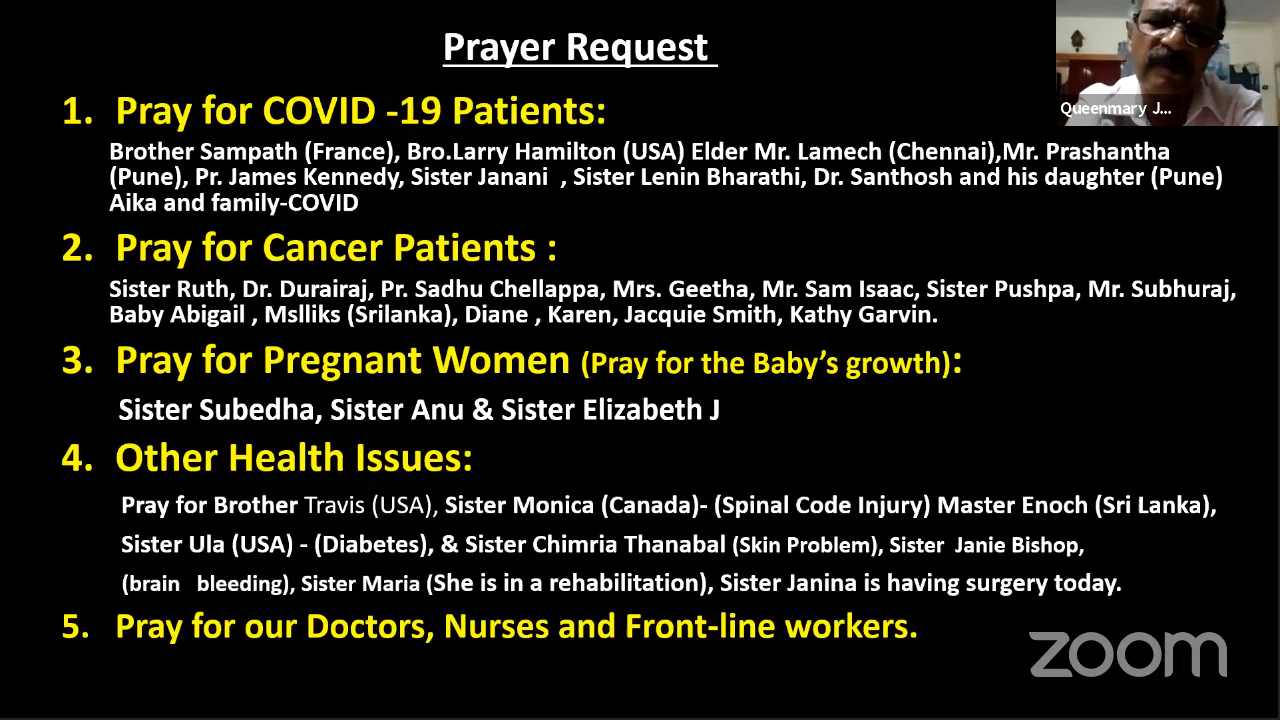 Prayer Request
Queenmary J...
1. Pray for COVID -19 Patients:
Brother Sampath (France), Bro.Larry Hamilton (USA) Elder Mr. Lamech (Chennai),Mr. Prashantha
(Pune), Pr. James Kennedy, Sister Janani , Sister Lenin Bharathi, Dr. Santhosh and his daughter (Pune)
Aika and family-COVID
2. Pray for Cancer Patients :
Sister Ruth, Dr. Durairaj, Pr. Sadhu Chellappa, Mrs. Geetha, Mr. Sam Isaac, Sister Pushpa, Mr. Subhuraj,
Baby Abigail , Mslliks (Srilanka), Diane , Karen, Jacquie Smith, Kathy Garvin.
3. Pray for Pregnant Women (Pray for the Baby’s growth):
Sister Subedha, Sister Anu & Sister Elizabeth J
4. Other Health Issues:
Pray for Brother Travis (USA), Sister Monica (Canada)- (Spinal Code Injury) Master Enoch (Sri Lanka),
Sister Ula (USA) - (Diabetes), & Sister Chimria Thanabal (Skin Problem), Sister Janie Bishop,
(brain bleeding), Sister Maria (She is in a rehabilitation), Sister Janina is having surgery today.
5. Pray for our Doctors, Nurses and Front-line workers.
zoom